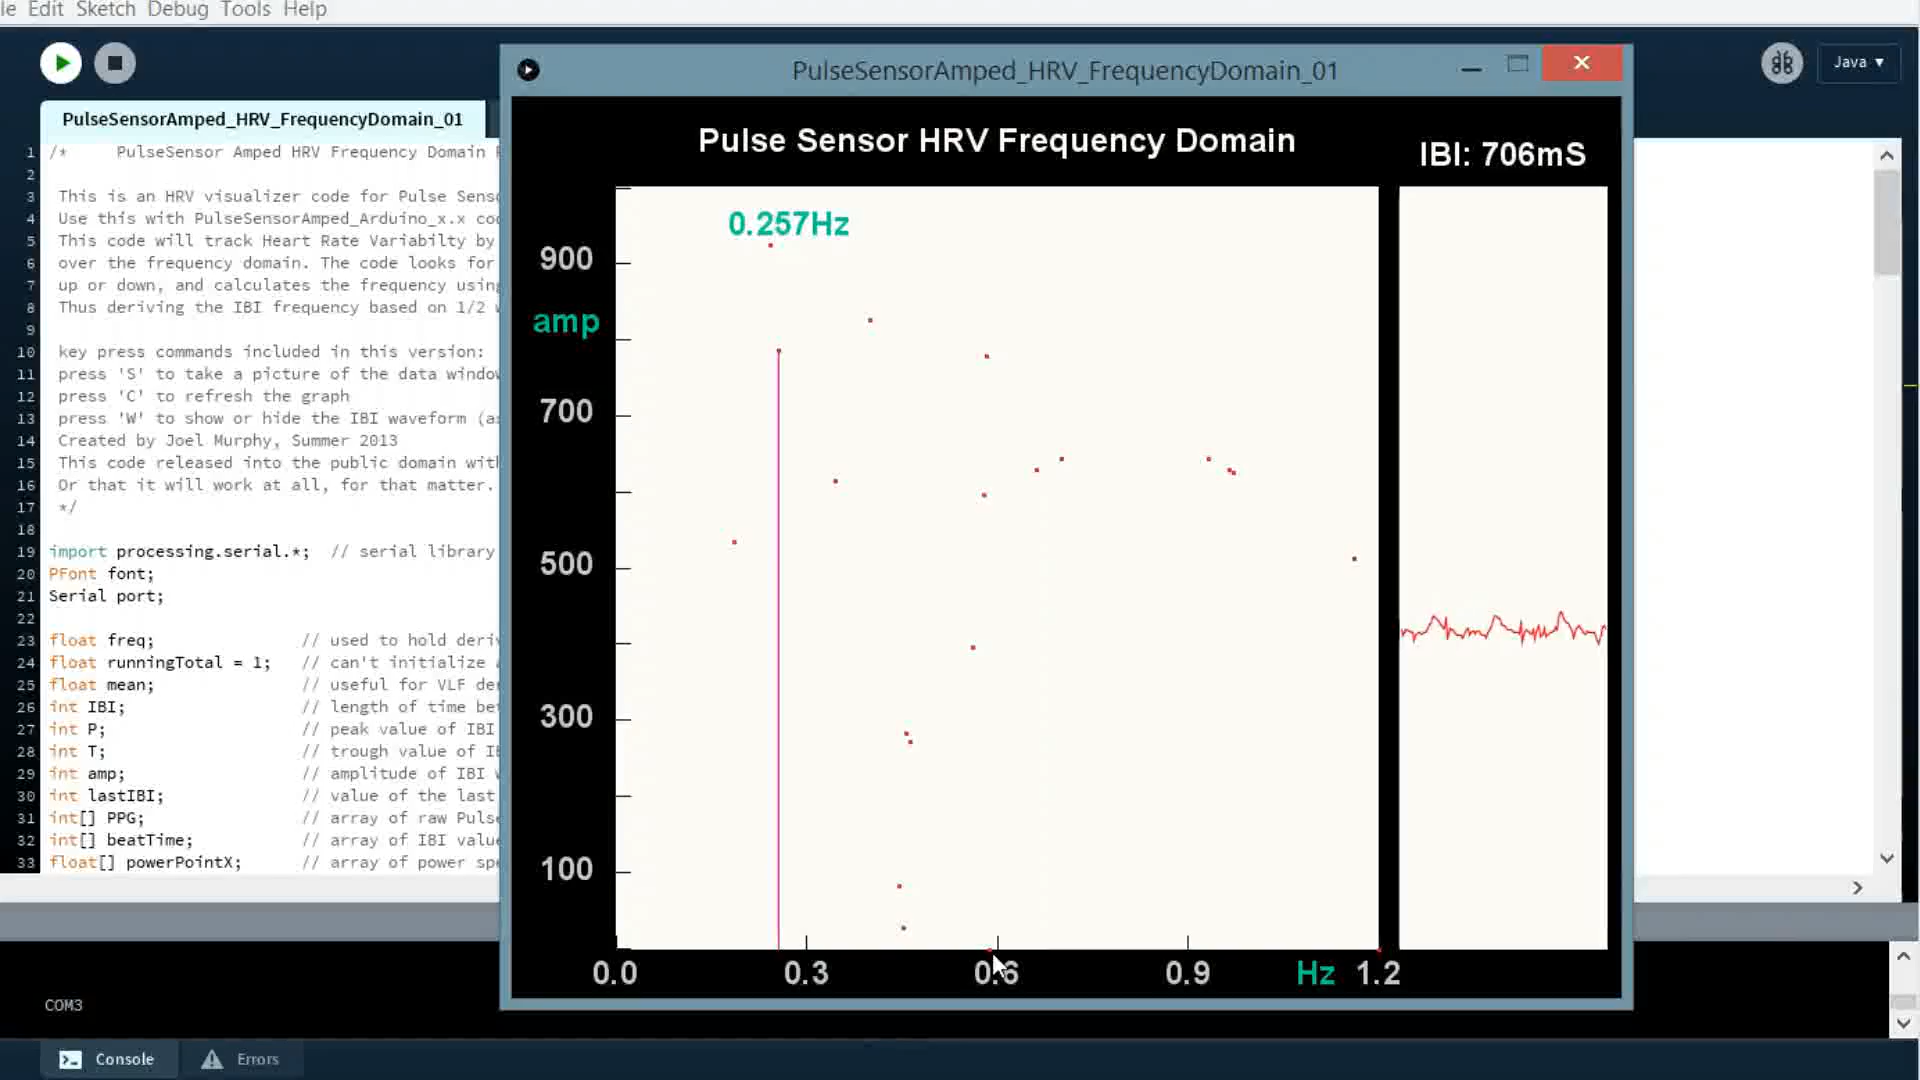 le Edit Sketch Debug Tools Help
PulseSensorAmped_HRV_FrequencyDomain_01
Java ▾
PulseSensorAmped_HRV_FrequencyDomain_01
1 /* PulseSensor Amped HRV Frequency Domain
2
3 This is an HRV visualizer code for Pulse
4 Use this with PulseSensorAmped_Arduino_x.x
5 This code will track Heart Rate Variabilty by
6 over the frequency domain. The code looks for
7 up or down, and calculates the frequency
8 Thus deriving the IBI frequency based on 1/2
9
10 key press commands included in this version:
11 press 'S' to take a picture of the data
12 press 'C' to refresh the graph
13 press 'W' to show or hide the IBI waveform
14 Created by Joel Murphy, Summer 2013
15 This code released into the public domain
16 Or that it will work at all, for that matter.
17 */
18
19 import processing.serial.*; // serial library
20 PFont font;
21 Serial port;
22
23 float freq; // used to hold
24 float runningTotal = 1; // can't initialize
25 float mean; // useful for VLF
26 int IBI; // length of time
27 int P; // peak value of IBI
28 int T; // trough value of
29 int amp; // amplitude of IBI
30 int lastIBI; // value of the last
31 int[] PPG; // array of raw
32 int[] beatTime; // array of IBI
33 float[] powerPointX; // array of power
Pulse Sensor HRV Frequency Domain
IBI: 706mS
0.257Hz
900
amp
700
500
300
100
0.0 0.3 0.6 0.9 Hz 1.2
COM3
Console Errors